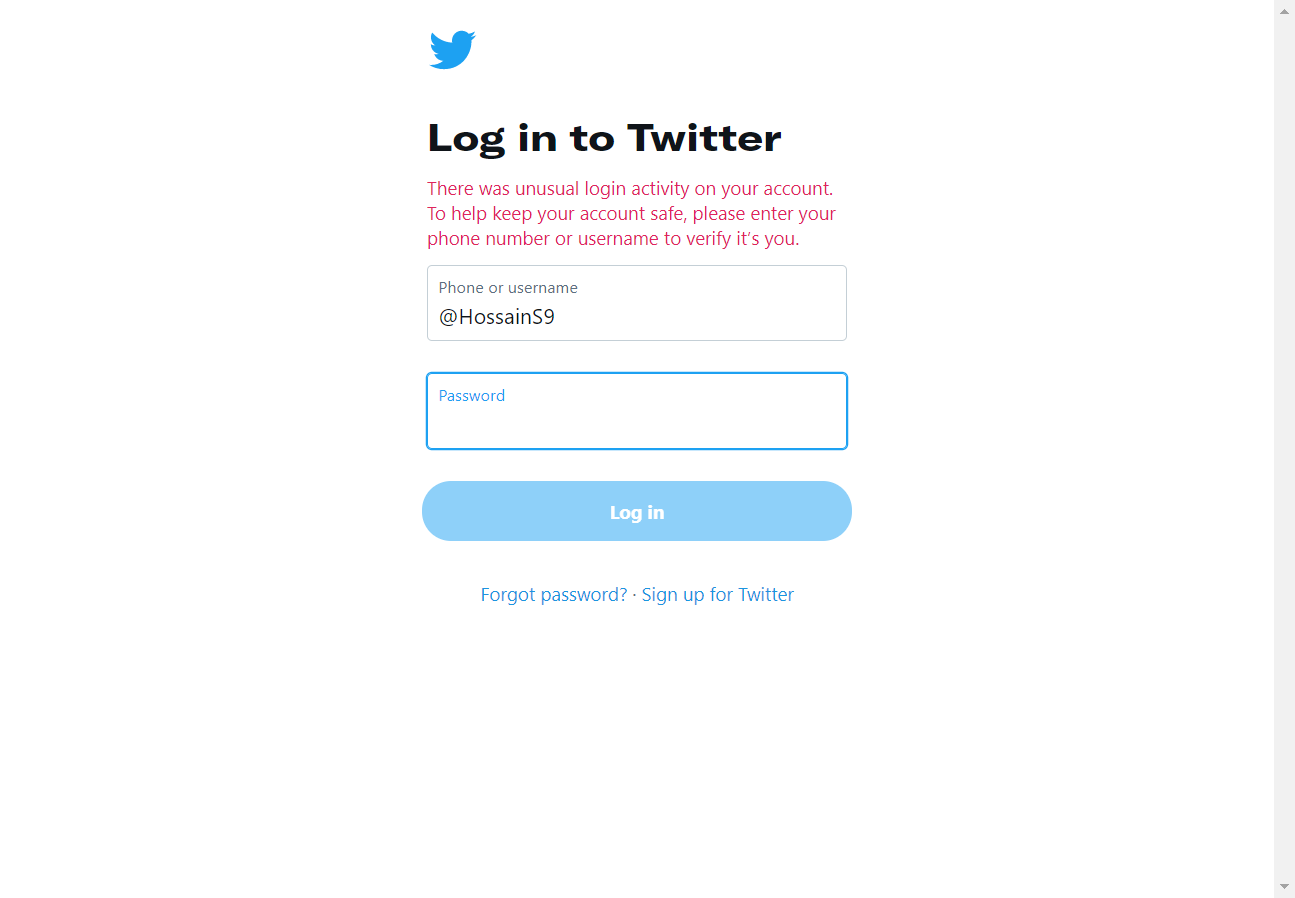 Log in to Twitter
There was unusual login activity on your account.
To help keep your account safe, please enter your
phone number or username to verify it’s you.
Phone or username
@HossainS9
Password
Log in
Forgot password? · Sign up for Twitter